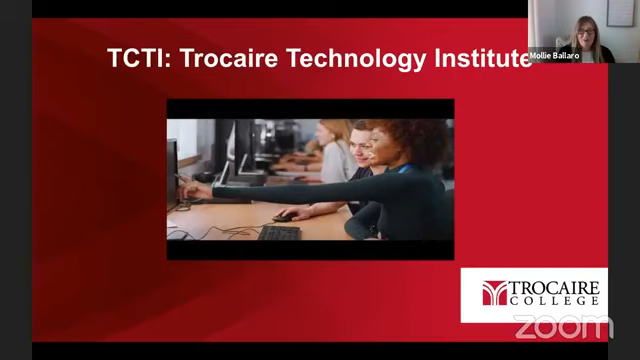 TCTI: Trocaire Technology Institute
Mollie Ballaro
TROCAIRE
COLLEGE
zoom